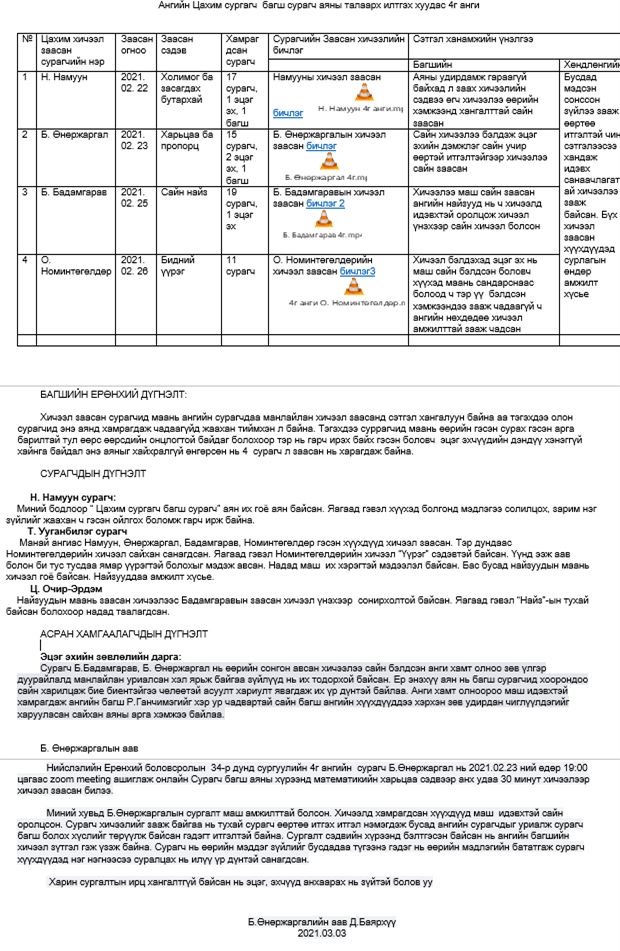 Ангийн Цахим сургагч багш сурагч аяны талаарх илтгэх хуудас 4г анги
№ Цахим хичээл заасан сурагчийн нэр Заасан огноо Заасан сэдэв Хамрагдсан сурагч Сурагчийн Заасан хичээлийн бичлэг Сэтгэл ханамжийн үнэлгээ
Багшийн Хөндлөнгийн
1 Н. Намуун 2021. 02. 22 Холимог ба засагдах бутархай 17 сурагч, 1 эцэг эх, 1 багш Намууны хичээл заасан бичлэг Н. Намуун 4г анги.mp
Аяны удирдамж гараагүй байхад л заах хичээлийн сэдвээ өгч хичээлээ өөрийн хэмжээнд хангалттай сайн заасан
2 Б. Өнөржаргал 2021. 02. 23 Харьцаа ба пропорц 15 сурагч, 2 эцэг эх, 1 багш Б. Өнөржаргалын хичээл заасан бичлэг Б. Өнөржаргал 4г.mp
Сайн хичээлээ бэлдэж эцэг эхийн дэмжлэг сайн учир өөртэй итгэлтэйгээр хичээлээ сайн заасан
3 Б. Бадамгарав 2021. 02. 25 Сайн найз 19 сурагч, 1 эцэг эх Б. Бадамгаравын хичээл заасан бичлэг 2 Б. Бадамгарав 4г.mp
Хичээлээ маш сайн заасан ангийн найзууд нь ч хичээлд идэвхтэй оролцож хичээл үнэхээр сайн хичээл болсон
4 О. Номинтөгөлдөр 2021. 02. 26 Бидний үүрэг 11 сурагч О. Номинтөгөлдөрийн хичээл заасан бичлэг3 4г анги О. Номинтөгөлдөр.
Хичээл бэлдэхэд эцэг эх нь маш сайн бэлдсэн боловч хүүхэд маань сандарснаас болоод ч тэр үү бэлдсэн хэмжээндээ зааж чадаагүй ч ангийн нөхдөдөө хичээл амжилттай зааж чадсан
Бусдад мэдсэн сонссон зүйлээ зааж өөртөө итгэлтэй чин сэтгэлээсээ хандаж идэвх санаачлагатай хичээлээ зааж байсан. Бүх хичээл заасан хүүхдүүдэд сурлагын өндөр амжилт хүсье
БАГШИЙН ЕРӨНХИЙ ДҮГНЭЛТ:
Хичээл заасан сурагчид маань ангийн сурагчдаа манлайлан хичээл заасанд сэтгэл хангалуун байна аа тэгэхдээ олон
сурагчид энэ аянд хамрагдаж чадаагүйд жаахан тиймхэн л байна. Тэгэхдээ суррагчид маань өөрийн гэсэн сурах гэсэн арга
барилтай тул өөрс өөрсдийн онцлогтой байдаг болохоор тэр нь гарч ирэх байх гэсэн боловч эцэг эхчүүдийн дэндүү хэнэггүй
хайнга байдал энэ аяныг хайхралгүй өнгөрсөн нь 4 сурагч л заасан нь харагдаж байна.
СУРАГЧДЫН ДҮГНЭЛТ
Н. Намуун сурагч:
Миний бодлоор " Цахим сургагч багш сурагч" аян их гоё аян байсан. Яагаад гэвэл хүүхэд болгонд мэдлэгээ солилцох, зарим нэг
зүйлийг жаахан ч гэсэн ойлгох боломж гарч ирж байна.
Т. Ууганбилэг сурагч
Манай ангиас Намуун, Өнөржаргал, Бадамгарав, Номинтөгөлдөр гэсэн хүүхдүүд хичээл заасан. Тэр дундаас
Номинтөгөлдөрийн хичээл сайхан санагдсан. Яагаад гэвэл Номинтөгөлдөрийн хичээл "Үүрэг" сэдэвтэй байсан. Үүнд ээж аав
болон би тус тусдаа ямар үүрэгтэй болохыг мэдэж авсан. Надад маш их хэрэгтэй мэдээлэл байсан. Бас бусад найзуудын маань
хичээл гоё байсан. Найзууддаа амжилт хүсье.
Ц. Очир-Эрдэм
Найзуудын маань заасан хичээлээс Бадамгаравын заасан хичээл үнэхээр сонирхолтой байсан. Яагаад гэвэл "Найз"-ын тухай
байсан болохоор надад таалагдсан.
АСРАН ХАМГААЛАГЧДЫН ДҮГНЭЛТ
Эцэг эхийн зөвлөлийн дарга:
Сурагч Б.Бадамгарав, Б. Өнөржаргал нь өөрийн сонгон авсан хичээлээ сайн бэлдсэн анги хамт олноо зөв үлгэр
дуурайлалд манлайлан уриалсан хэл ярьж байгаа зүйлүүд нь их тодорхой байсан. Ер энэхүү аян нь багш сурагчид хоорондоо
сайн харилцаж бие биентэйгээ чөлөөтэй асуулт хариулт явагдаж их үр дүнтэй байлаа. Анги хамт олноороо маш идэвхтэй
хамрагдаж ангийн багш Р.Ганчимэгийг хэр ур чадвартай сайн багш ангийн хүүхдүүддээ хэрхэн зөв удирдан чиглүүлдэгийг
харууласан сайхан аяны арга хэмжээ байлаа.
Б. Өнөржаргалын аав
Нийслэлийн Ерөнхий боловсролын 34-р дунд сургуулийн 4г ангийн сурагч Б.Өнөржаргал нь 2021.02.23 ний өдөр 19:00
цагаас zoom meeting ашиглаж онлайн Сурагч багш аяны хүрээнд математикийн харьцаа сэдвээр анх удаа 30 минут хичээлээр
хичээл заасан билээ.
Миний хувьд Б.Өнөржаргалын сургалт маш амжилттай болсон. Хичээлд хамрагдсан хүүхдүүд маш идэвхтэй сайн
оролцсон. Сурагч хичээлийг зааж байгаа нь тухай сурагч өөртөө итгэх итгэл нэмэгдэж бусад ангийн сурагчдыг уриалж сурагч
багш болох хүслийг төрүүлж байсан гэдэгт итгэлтэй байна. Сургалт сэдвийн хүрээнд бэлтгэсэн байсан нь ангийн багшийн
хичээл зүтгэл гэж үзэж байна. Сурагч нь өөрийн мэддэг зүйлийг бусдадаа түгээнэ гэдэг нь өөрийн мэдлэгийн бататгаж сурагч
хүүхдүүдэд нэг нэгнээсээ суралцах нь илүү үр дүнтэй санагдсан.
Харин сургалтын ирц хангалтгүй байсан нь эцэг, эхчүүд анхаарах нь зүйтэй болов уу
Б.Өнөржаргалийн аав Д.Баярхүү
2021.03.03